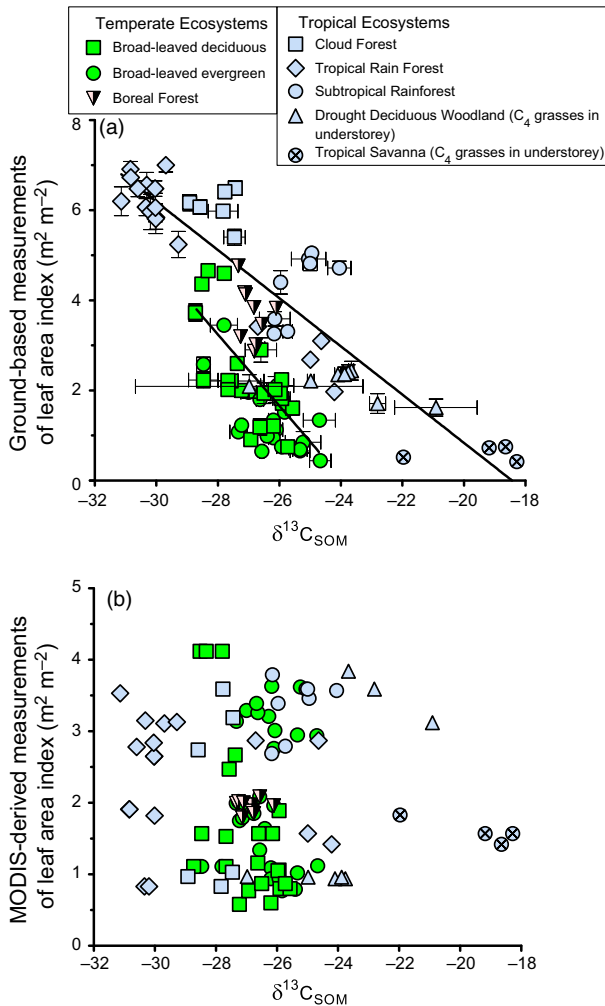 Temperate Ecosystems
Broad-leaved deciduous
Broad-leaved evergreen
Boreal Forest
Tropical Ecosystems
Cloud Forest
Tropical Rain Forest
Subtropical Rainforest
Drought Deciduous Woodland (C₄ grasses in
understorey)
Tropical Savanna (C₄ grasses in understorey)
(a)
8
6
4
2
0
Ground-based measurements
of leaf area index (m² m⁻²)
−32 −30 −28 −26 −24 −22 −20 −18
δ¹³C_SOM
(b)
5
4
3
2
1
0
MODIS-derived measurements
of leaf area index (m² m⁻²)
−32 −30 −28 −26 −24 −22 −20 −18
δ¹³C_SOM